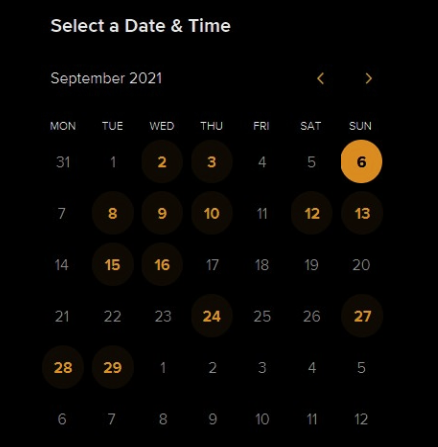 Select a Date & Time
September 2021
MON TUE WED THU FRI SAT SUN
31 1 2 3 4 5 6
7 8 9 10 11 12 13
14 15 16 17 18 19 20
21 22 23 24 25 26 27
28 29 1 2 3 4 5
6 7 8 9 10 11 12